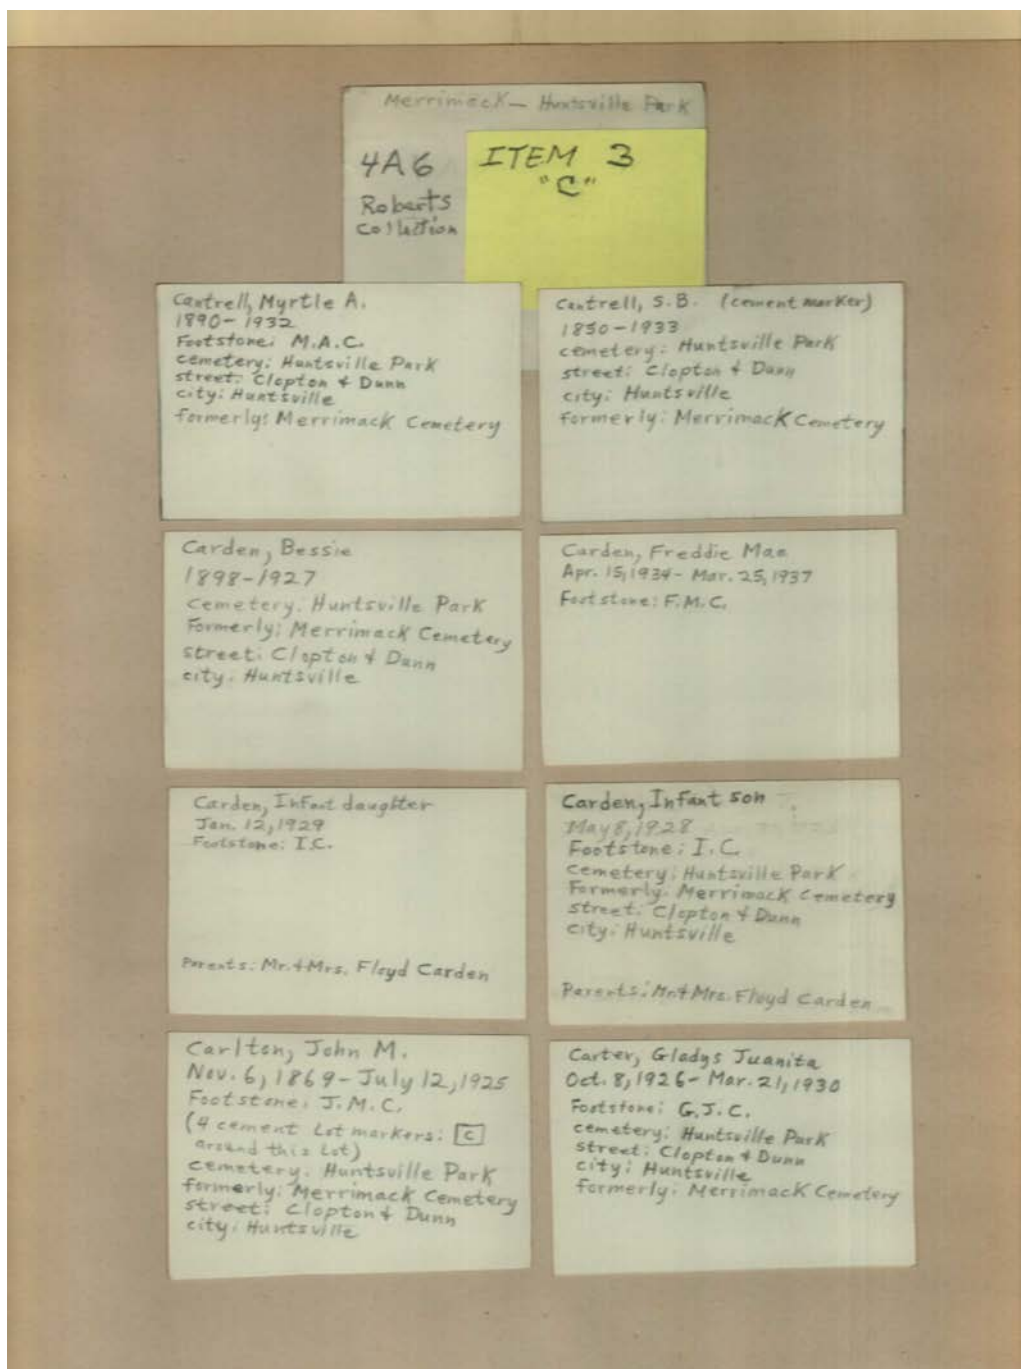 Merrimack — Huntsville Park
4A6
Roberts
Collection
ITEM 3
"C"
Cantrell, Myrtle A.
1890-1932
Footstone: M.A.C.
cemetery: Huntsville Park
street: Clopton + Dunn
city: Huntsville
formerly: Merrimack Cemetery
Cantrell, S.B. (cement marker)
1850-1933
cemetery: Huntsville Park
street: Clopton + Dunn
city: Huntsville
formerly: Merrimack Cemetery
Carden, Bessie
1898-1927
Cemetery: Huntsville Park
Formerly: Merrimack Cemetery
street: Clopton + Dunn
city: Huntsville
Carden, Freddie Mae
Apr. 15, 1934 - Mar. 25, 1937
Footstone: F.M.C.
Carden, Infant daughter
Jan. 12, 1929
Footstone: I.C.
Parents: Mr. + Mrs. Floyd Carden
Carden, Infant son
May 8, 1928
Footstone: I.C.
Cemetery: Huntsville Park
Formerly: Merrimack Cemetery
street: Clopton + Dunn
city: Huntsville
Parents: Mr + Mrs. Floyd Carden
Carlton, John M.
Nov. 6, 1869 - July 12, 1925
Footstone: J.M.C.
(4 cement Lot markers: C
around this Lot)
cemetery: Huntsville Park
formerly: Merrimack Cemetery
street: Clopton + Dunn
city: Huntsville
Carter, Gladys Juanita
Oct. 8, 1926 - Mar. 21, 1930
Footstone: G.J.C.
cemetery: Huntsville Park
street: Clopton + Dunn
city: Huntsville
formerly: Merrimack Cemetery